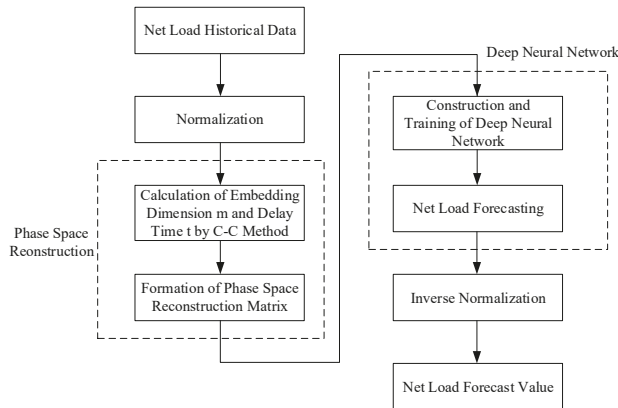 Net Load Historical Data
Normalization
Phase Space
Reonstruction
Calculation of Embedding
Dimension m and Delay
Time t by C-C Method
Formation of Phase Space
Reconstruction Matrix
Deep Neural Network
Construction and
Training of Deep Neural
Network
Net Load Forecasting
Inverse Normalization
Net Load Forecast Value